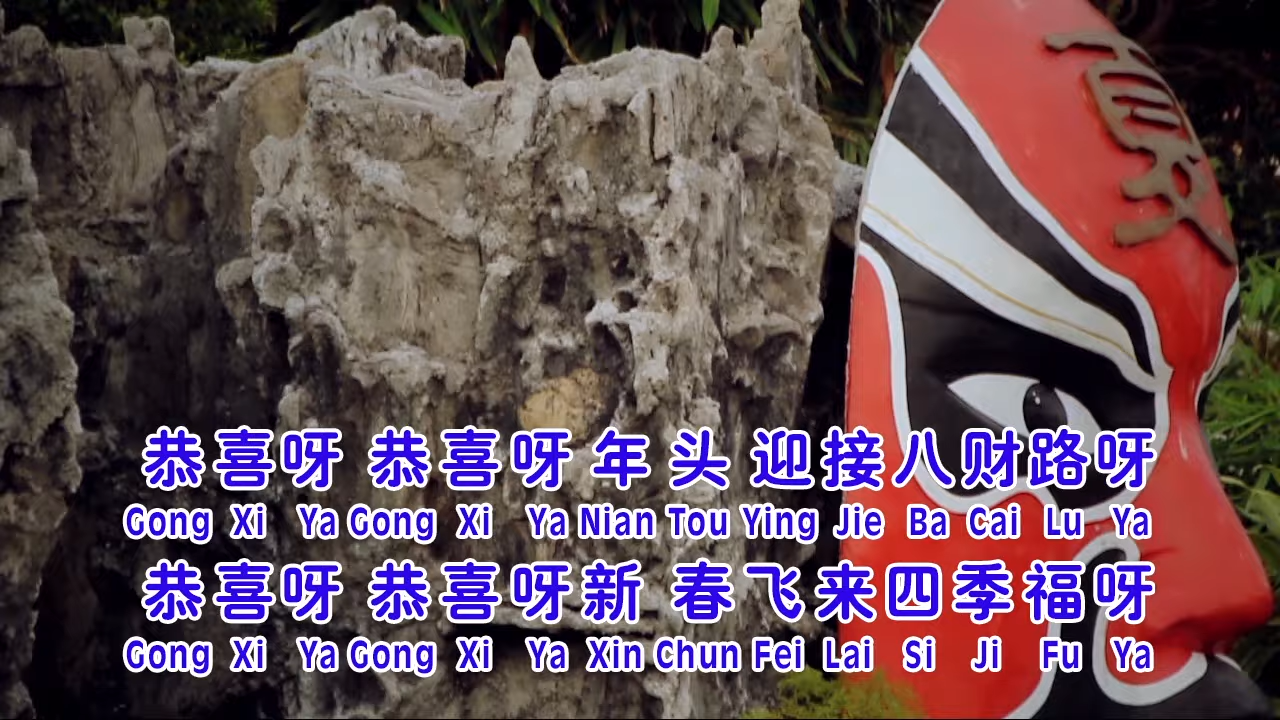 恭喜呀 恭喜呀 年头 迎接八财路呀
Gong Xi Ya Gong Xi Ya Nian Tou Ying Jie Ba Cai Lu Ya
恭喜呀 恭喜呀新 春飞来四季福呀
Gong Xi Ya Gong Xi Ya Xin Chun Fei Lai Si Ji Fu Ya